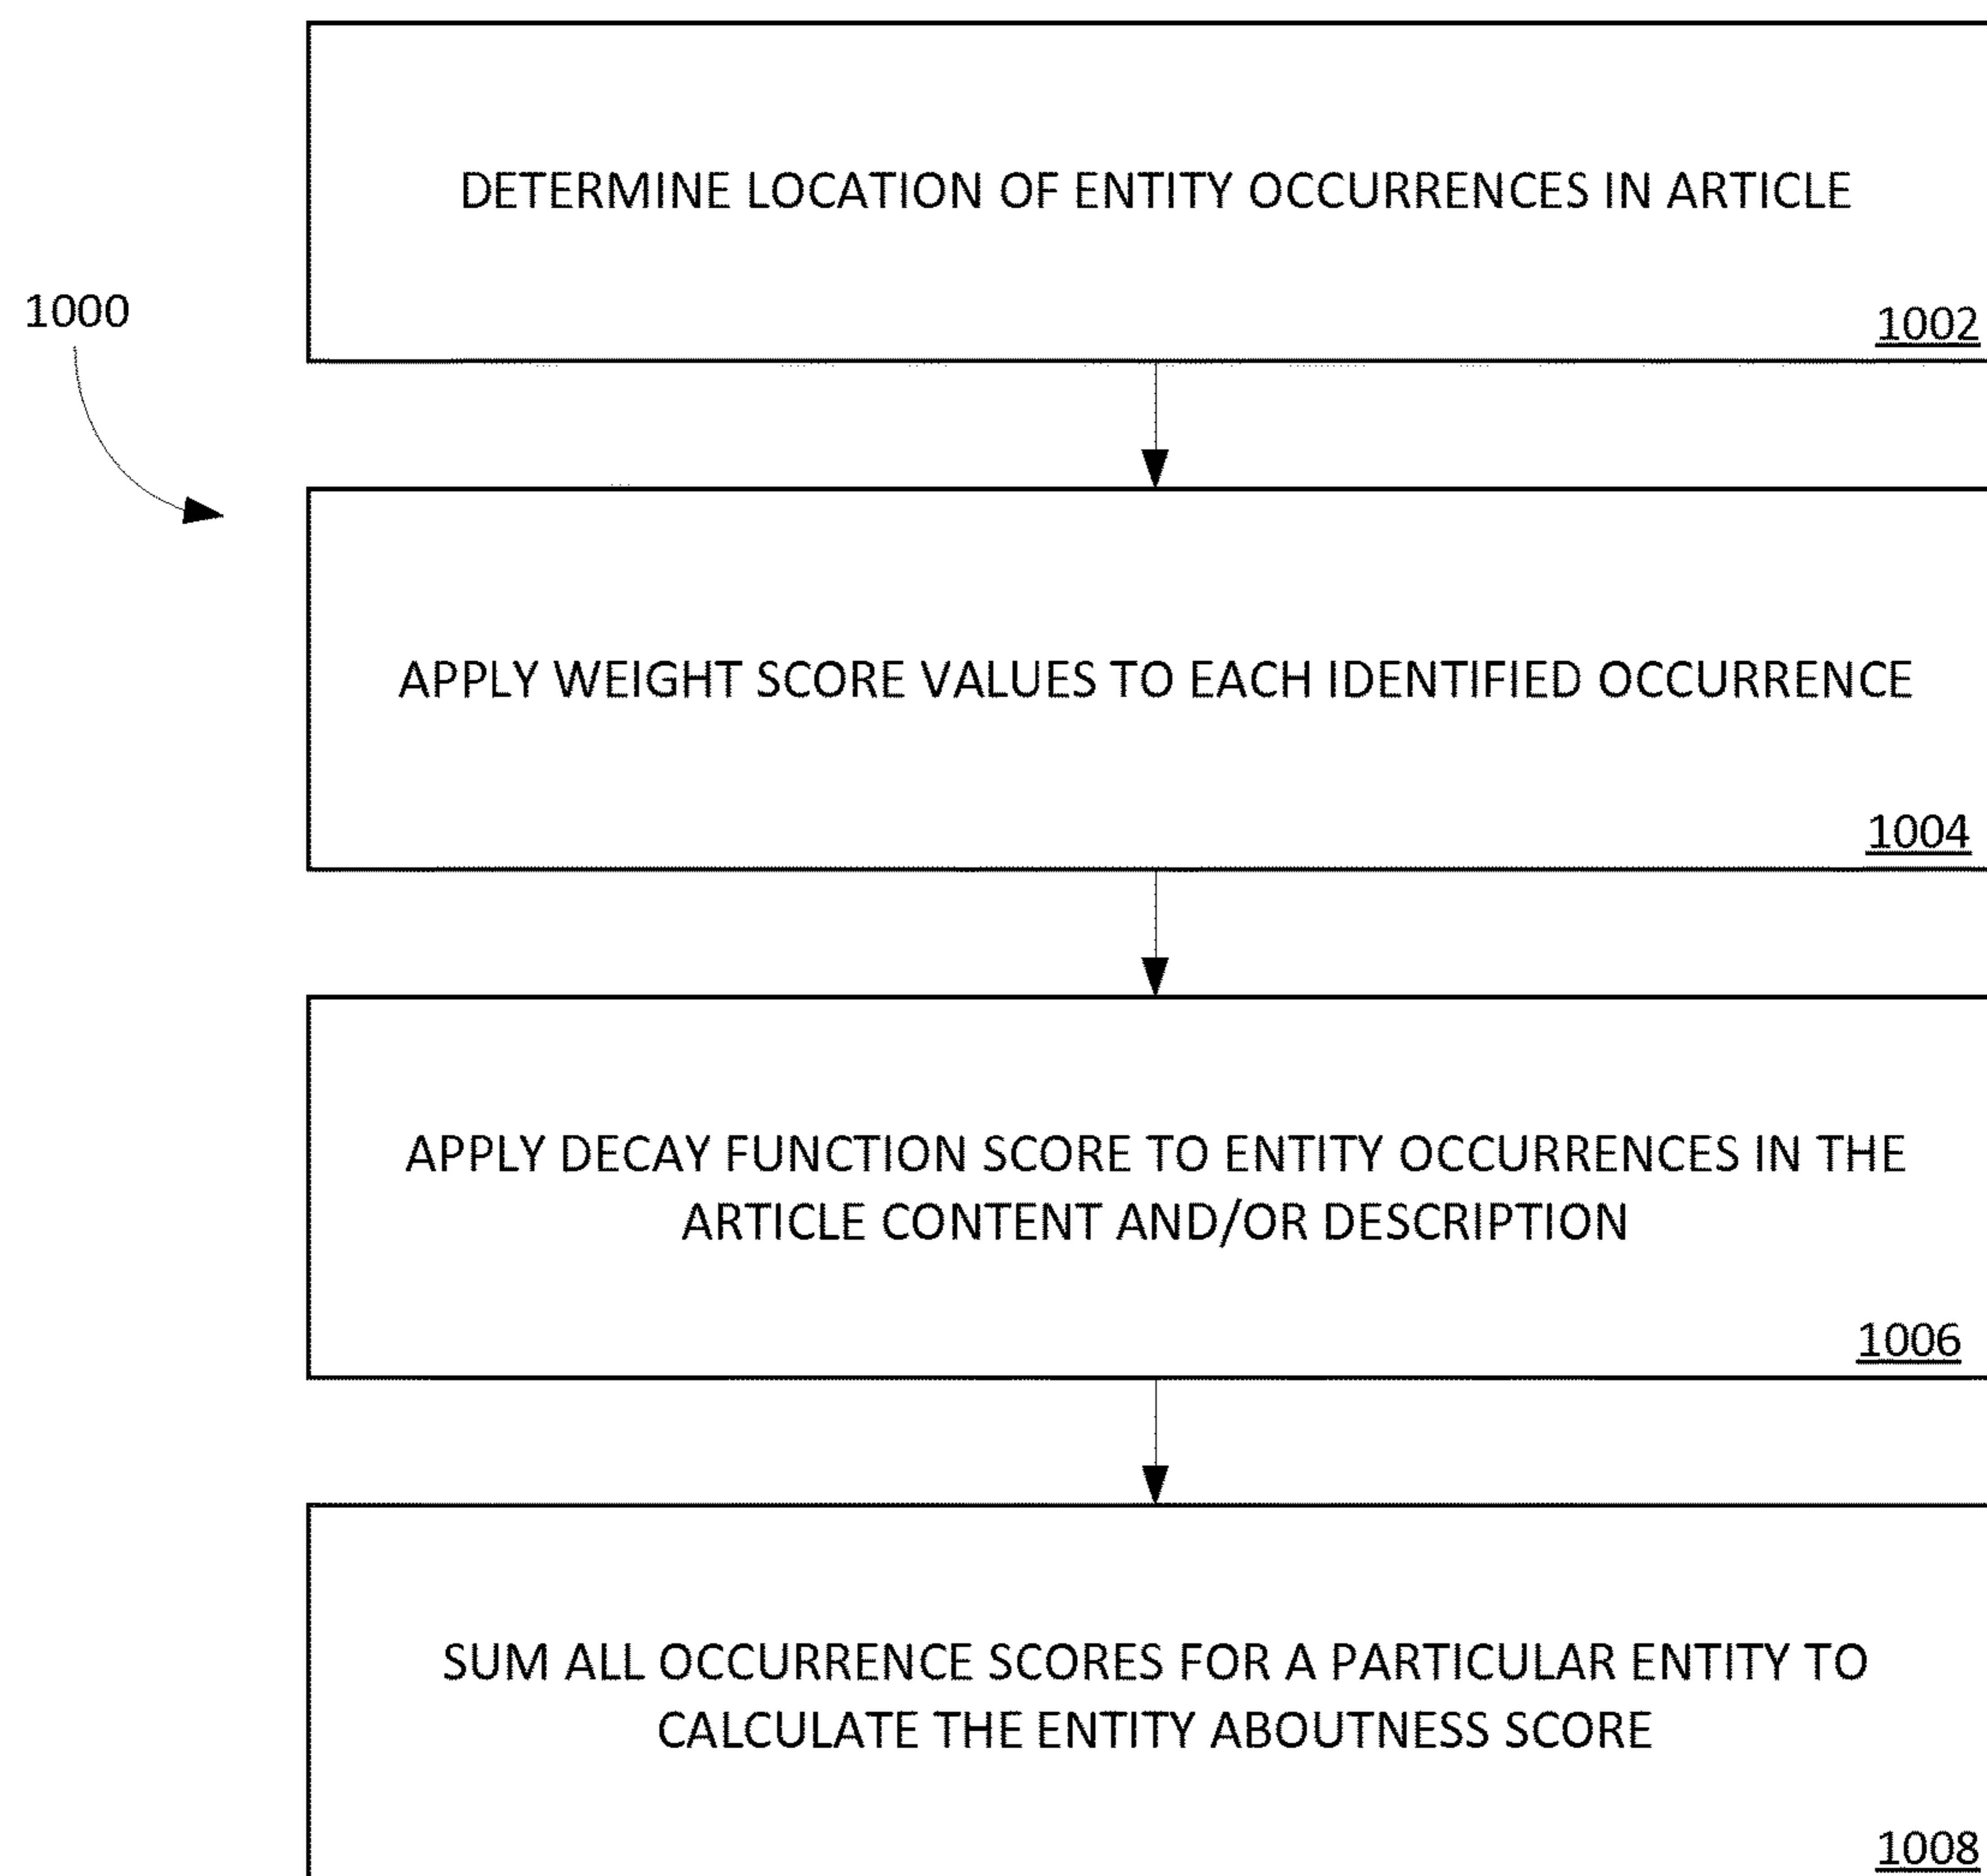 DETERMINE LOCATION OF ENTITY OCCURRENCES IN ARTICLE
1002
1000
APPLY WEIGHT SCORE VALUES TO EACH IDENTIFIED OCCURRENCE
1004
APPLY DECAY FUNCTION SCORE TO ENTITY OCCURRENCES IN THE
ARTICLE CONTENT AND/OR DESCRIPTION
1006
SUM ALL OCCURRENCE SCORES FOR A PARTICULAR ENTITY TO
CALCULATE THE ENTITY ABOUTNESS SCORE
1008